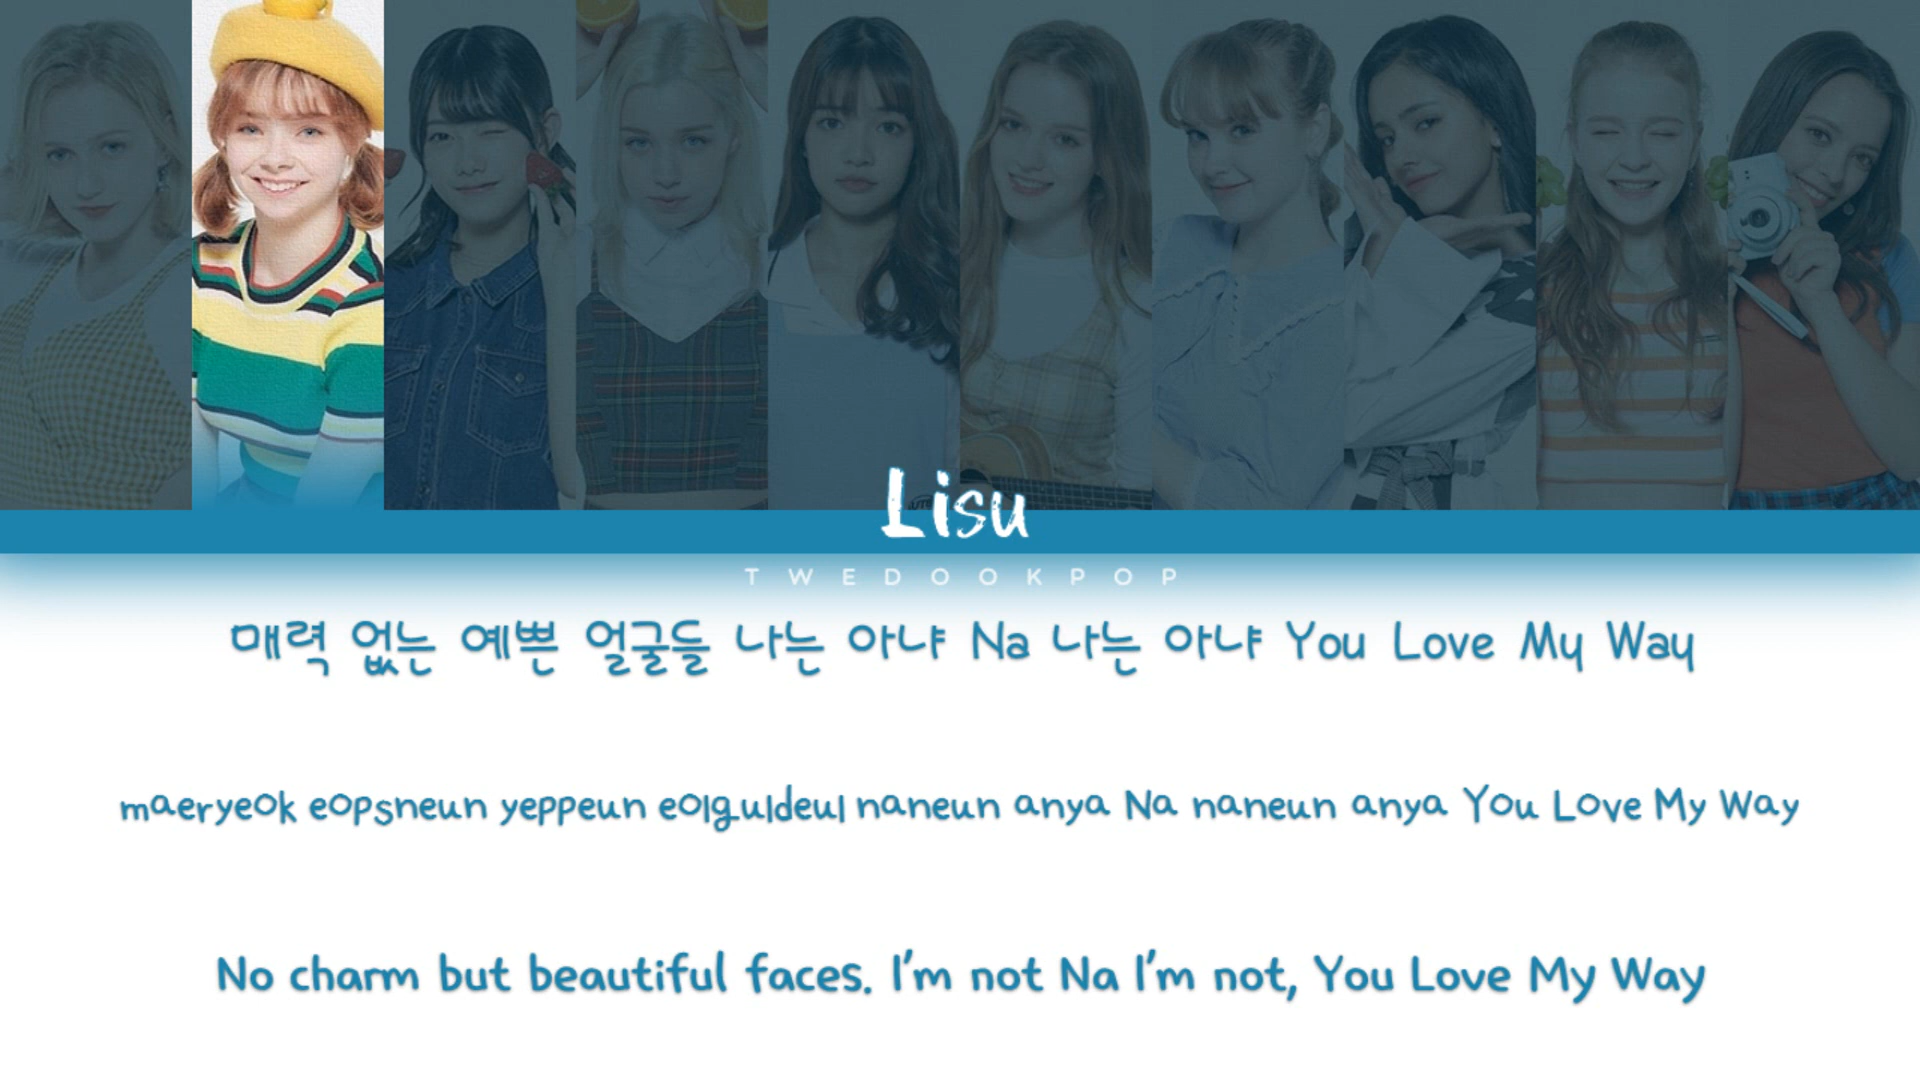 Lisu
TWEDOOKPOP
매력 없는 예쁜 얼굴들 나는 아냐 Na 나는 아냐 You Love My Way
maeryeok eopsneun yeppeun eolguldeul naneun anya Na naneun anya You Love My Way
No charm but beautiful faces. I'm not Na I'm not, You Love My Way